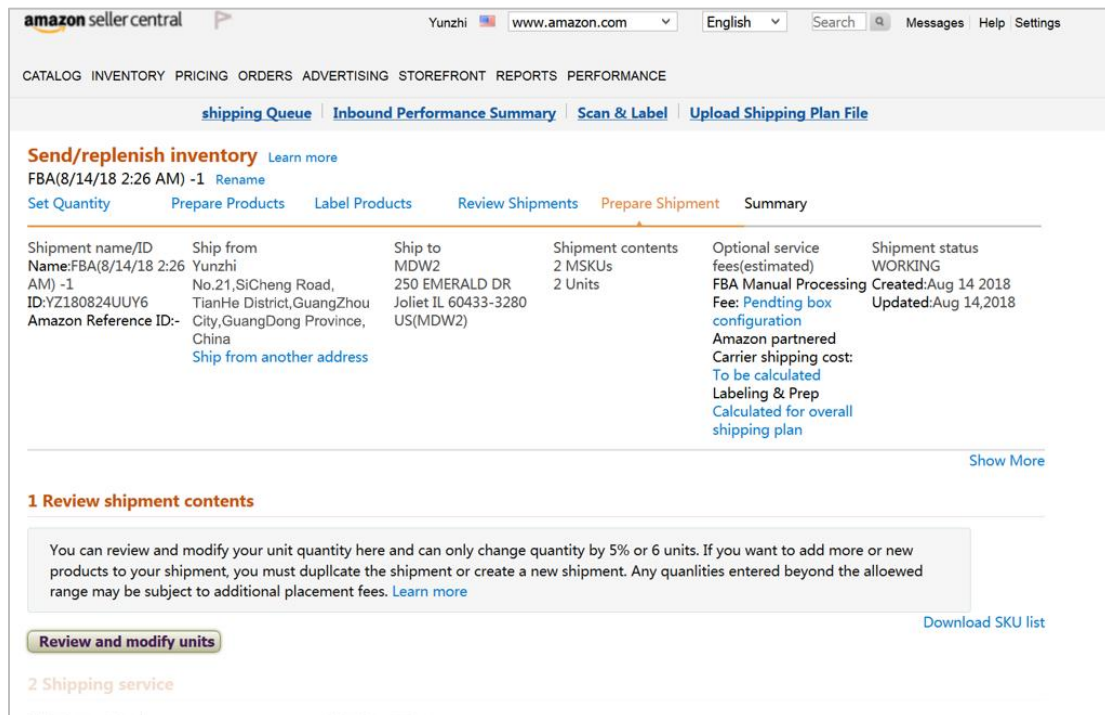 amazon seller central Yunzhi www.amazon.com English Search Messages Help Settings
CATALOG INVENTORY PRICING ORDERS ADVERTISING STOREFRONT REPORTS PERFORMANCE
shipping Queue Inbound Performance Summary Scan & Label Upload Shipping Plan File
Send/replenish inventory Learn more
FBA(8/14/18 2:26 AM) -1 Rename
Set Quantity Prepare Products Label Products Review Shipments Prepare Shipment Summary
Shipment name/ID
Name:FBA(8/14/18 2:26
AM) -1
ID:YZ180824UUY6
Amazon Reference ID:-
Ship from
Yunzhi
No.21,SiCheng Road,
TianHe District,GuangZhou
City,GuangDong Province,
China
Ship from another address
Ship to
MDW2
250 EMERALD DR
Joliet IL 60433-3280
US(MDW2)
Shipment contents
2 MSKUs
2 Units
Optional service
fees(estimated)
FBA Manual Processing
Fee: Pendting box
configuration
Amazon partnered
Carrier shipping cost:
To be calculated
Labeling & Prep
Calculated for overall
shipping plan
Shipment status
WORKING
Created:Aug 14 2018
Updated:Aug 14,2018
Show More
1 Review shipment contents
You can review and modify your unit quantity here and can only change quantity by 5% or 6 units. If you want to add more or new
products to your shipment, you must dupllcate the shipment or create a new shipment. Any quanlities entered beyond the alloewed
range may be subject to additional placement fees. Learn more
Download SKU list
Review and modify units
2 Shipping service